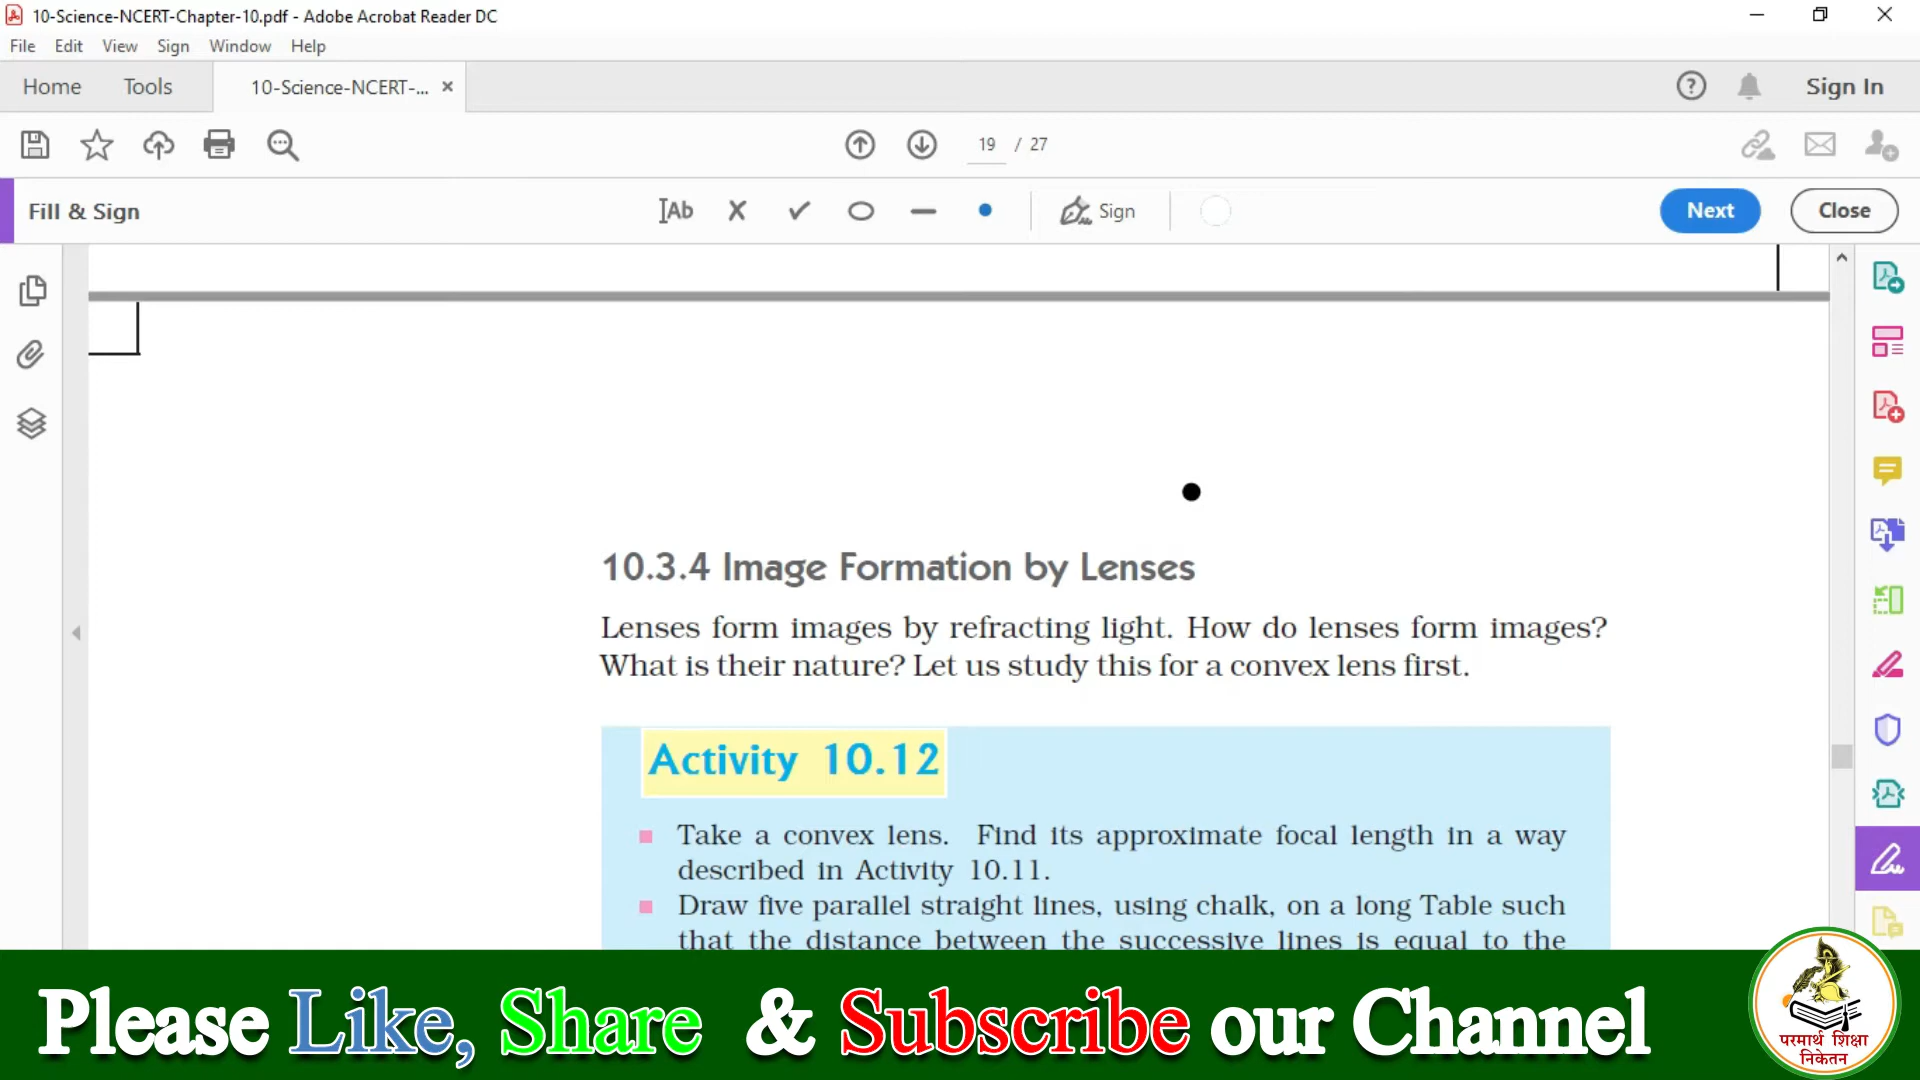 10-Science-NCERT-Chapter-10.pdf - Adobe Acrobat Reader DC
File Edit View Sign Window Help
Home Tools 10-Science-NCERT-... × Sign In
19 / 27
Fill & Sign Ab Sign Next Close
10.3.4 Image Formation by Lenses
Lenses form images by refracting light. How do lenses form images?
What is their nature? Let us study this for a convex lens first.
Activity 10.12
Take a convex lens. Find its approximate focal length in a way
described in Activity 10.11.
Draw five parallel straight lines, using chalk, on a long Table such
that the distance between the successive lines is equal to the
Please Like, Share & Subscribe our Channel
परमार्थ शिक्षा
निकेतन